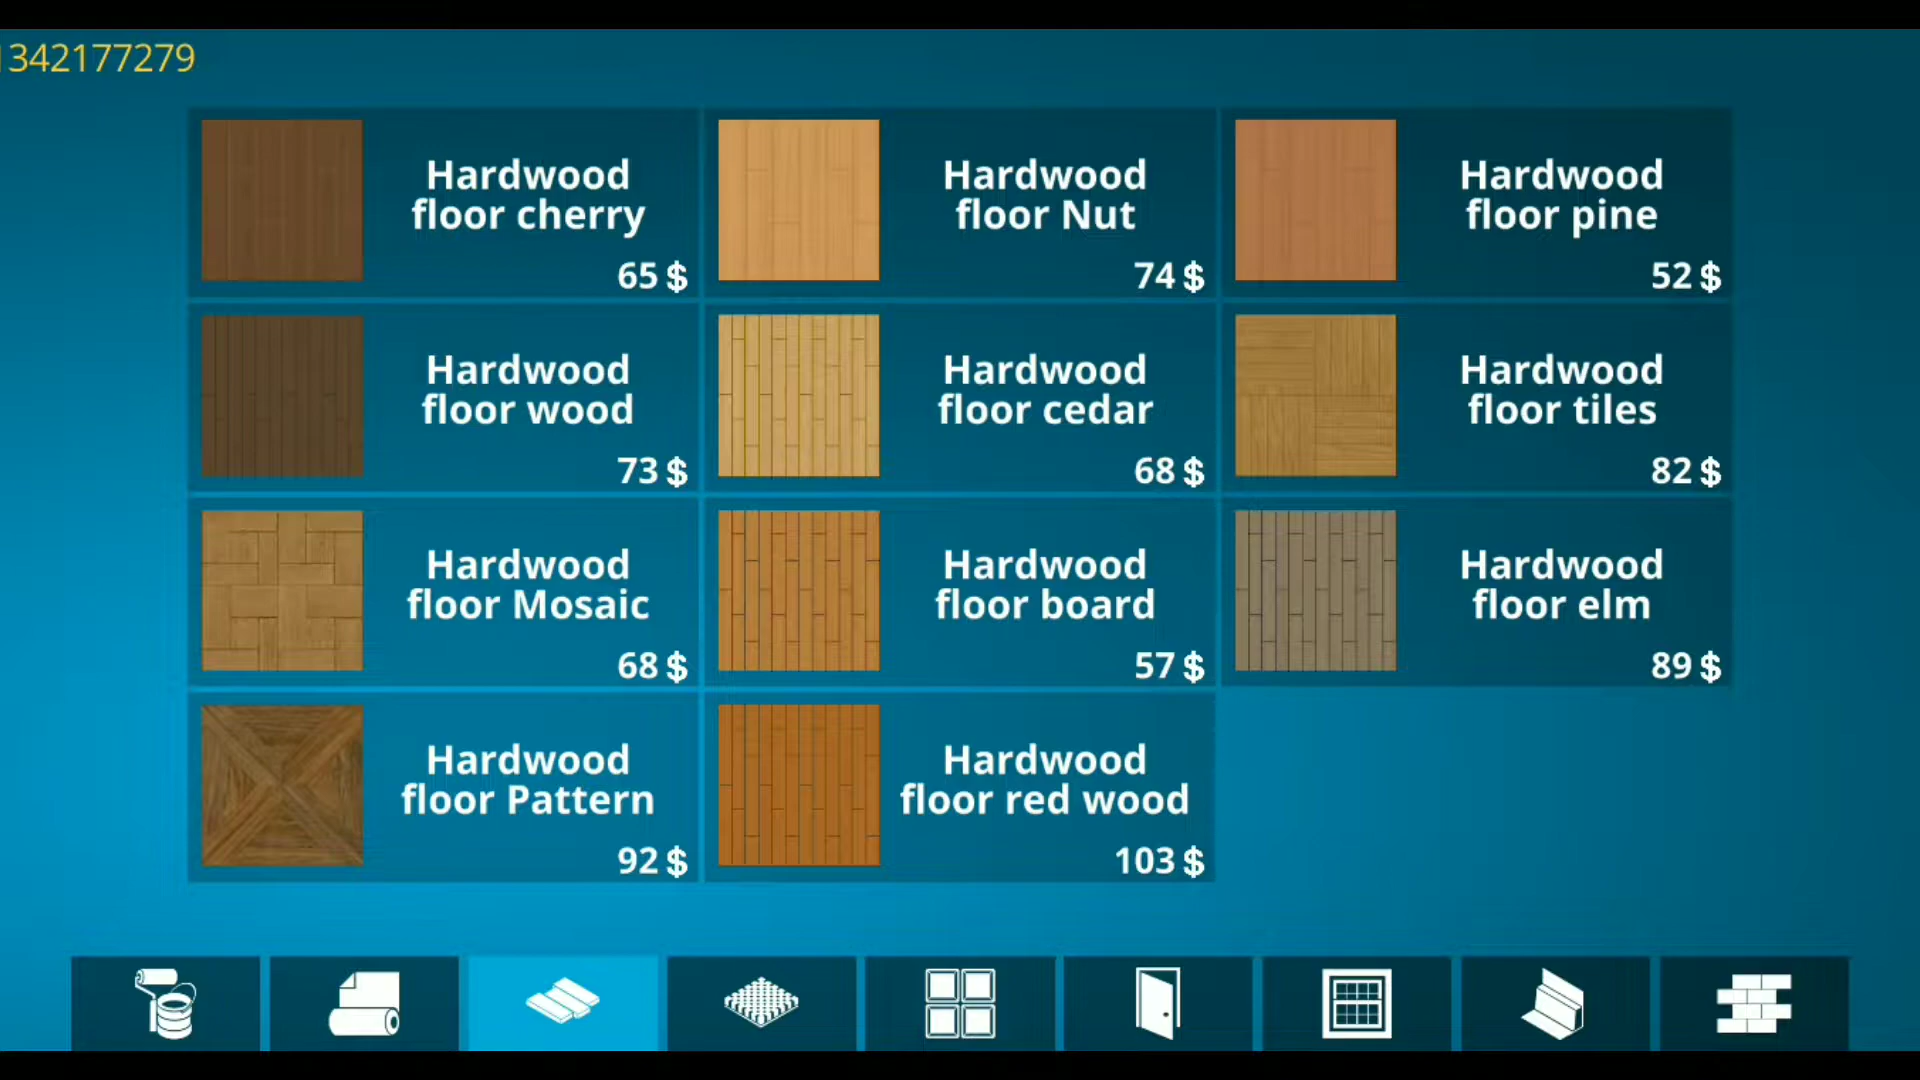 1342177279
Hardwood
floor cherry
65 $
Hardwood
floor Nut
74 $
Hardwood
floor pine
52 $
Hardwood
floor wood
73 $
Hardwood
floor cedar
68 $
Hardwood
floor tiles
82 $
Hardwood
floor Mosaic
68 $
Hardwood
floor board
57 $
Hardwood
floor elm
89 $
Hardwood
floor Pattern
92 $
Hardwood
floor red wood
103 $